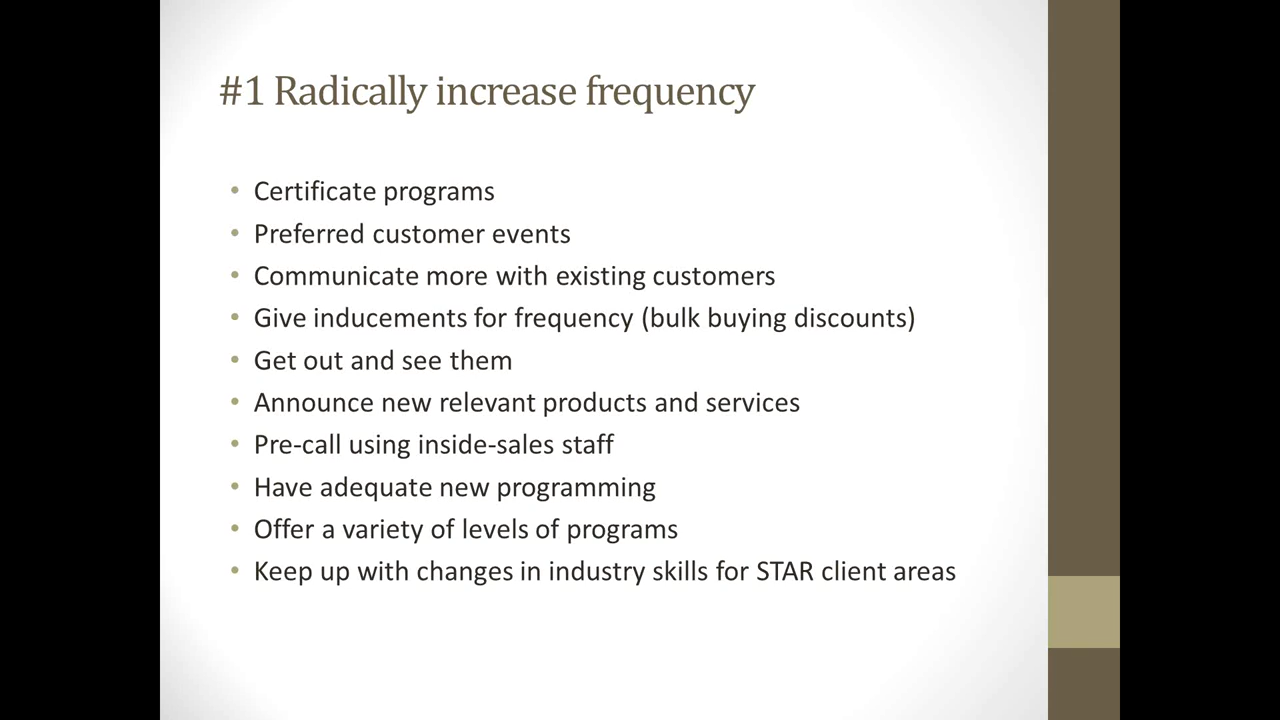 #1 Radically increase frequency
• Certificate programs
• Preferred customer events
• Communicate more with existing customers
• Give inducements for frequency (bulk buying discounts)
• Get out and see them
• Announce new relevant products and services
• Pre-call using inside-sales staff
• Have adequate new programming
• Offer a variety of levels of programs
• Keep up with changes in industry skills for STAR client areas